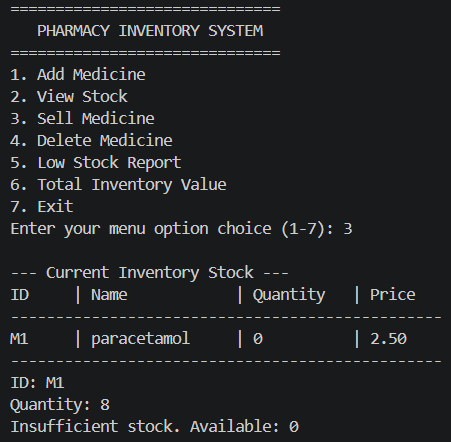 ==============================
   PHARMACY INVENTORY SYSTEM
==============================
1. Add Medicine
2. View Stock
3. Sell Medicine
4. Delete Medicine
5. Low Stock Report
6. Total Inventory Value
7. Exit
Enter your menu option choice (1-7): 3

--- Current Inventory Stock ---
ID     | Name            | Quantity   | Price
------------------------------------------------
M1     | paracetamol     | 0          | 2.50
------------------------------------------------
ID: M1
Quantity: 8
Insufficient stock. Available: 0